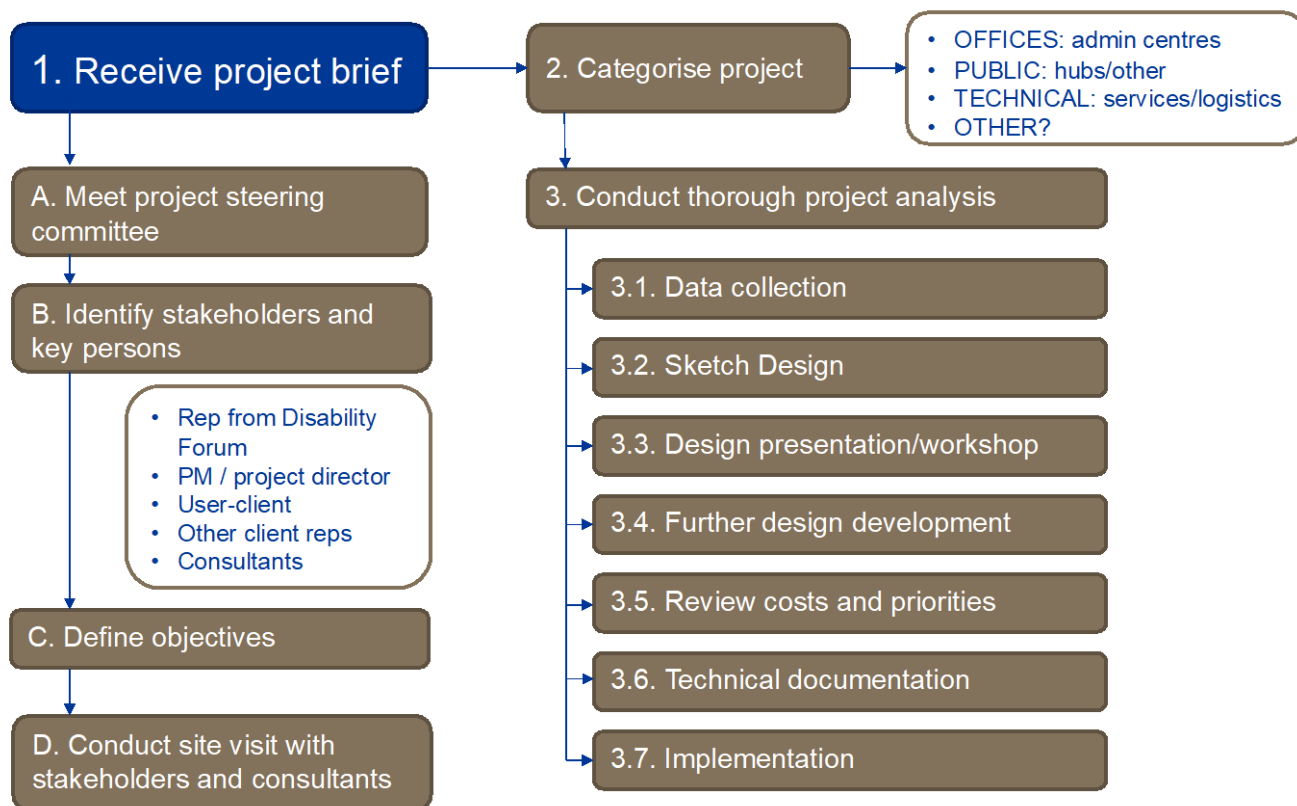 1. Receive project brief
2. Categorise project
• OFFICES: admin centres
• PUBLIC: hubs/other
• TECHNICAL: services/logistics
• OTHER?
A. Meet project steering
committee
B. Identify stakeholders and
key persons
• Rep from Disability
Forum
• PM / project director
• User-client
• Other client reps
• Consultants
C. Define objectives
D. Conduct site visit with
stakeholders and consultants
3. Conduct thorough project analysis
3.1. Data collection
3.2. Sketch Design
3.3. Design presentation/workshop
3.4. Further design development
3.5. Review costs and priorities
3.6. Technical documentation
3.7. Implementation